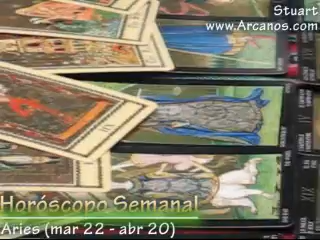 Stuart
www.Arcanos.com
Horóscopo Semanal
Aries (mar 22 - abr 20)